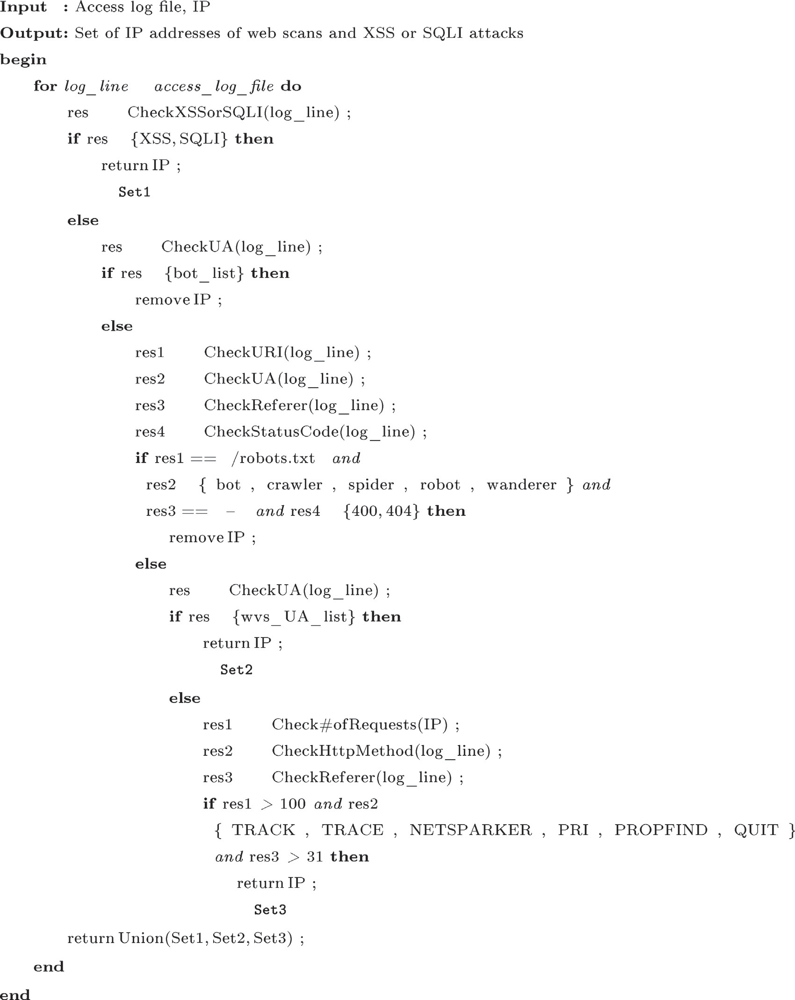 Input : Access log file, IP
Output: Set of IP addresses of web scans and XSS or SQLI attacks
begin
for log_line access_log_file do
res CheckXSSorSQLI(log_line) ;
if res {XSS, SQLI} then
return IP ;
Set1
else
res CheckUA(log_line) ;
if res {bot_list} then
remove IP ;
else
res1 CheckURI(log_line) ;
res2 CheckUA(log_line) ;
res3 CheckReferer(log_line) ;
res4 CheckStatusCode(log_line) ;
if res1 == /robots.txt and
res2 { bot , crawler , spider , robot , wanderer } and
res3 == – and res4 {400, 404} then
remove IP ;
else
res CheckUA(log_line) ;
if res {wvs_UA_list} then
return IP ;
Set2
else
res1 Check#ofRequests(IP) ;
res2 CheckHttpMethod(log_line) ;
res3 CheckReferer(log_line) ;
if res1 > 100 and res2
{ TRACK , TRACE , NETSPARKER , PRI , PROPFIND , QUIT }
and res3 > 31 then
return IP ;
Set3
return Union(Set1, Set2, Set3) ;
end
end